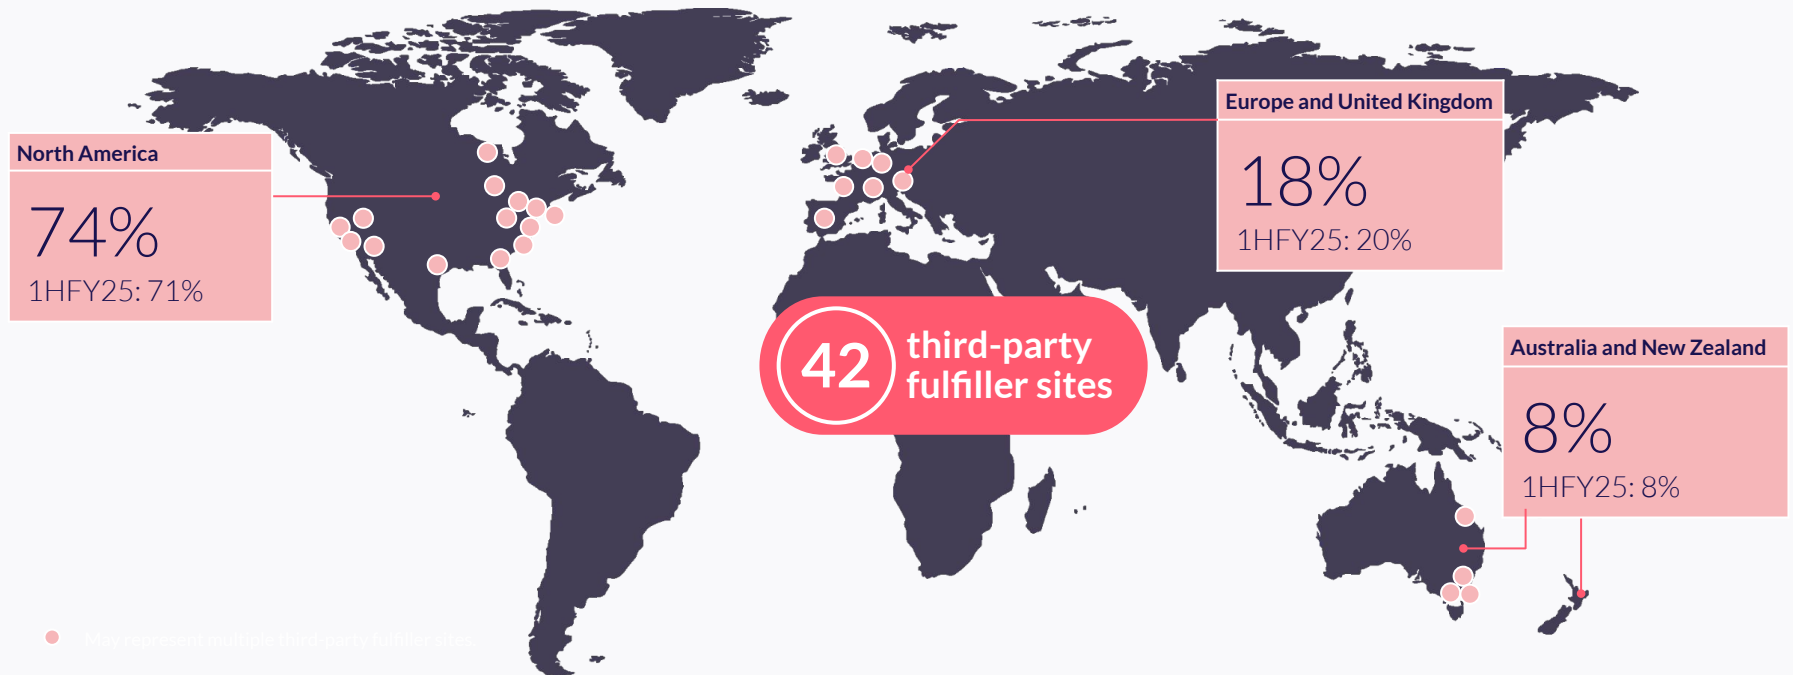 Europe and United Kingdom
18%
1HFY25: 20%
North America
74%
1HFY25: 71%
42
third-party
fulfiller sites
Australia and New Zealand
8%
1HFY25: 8%
May represent multiple third-party fulfiller sites